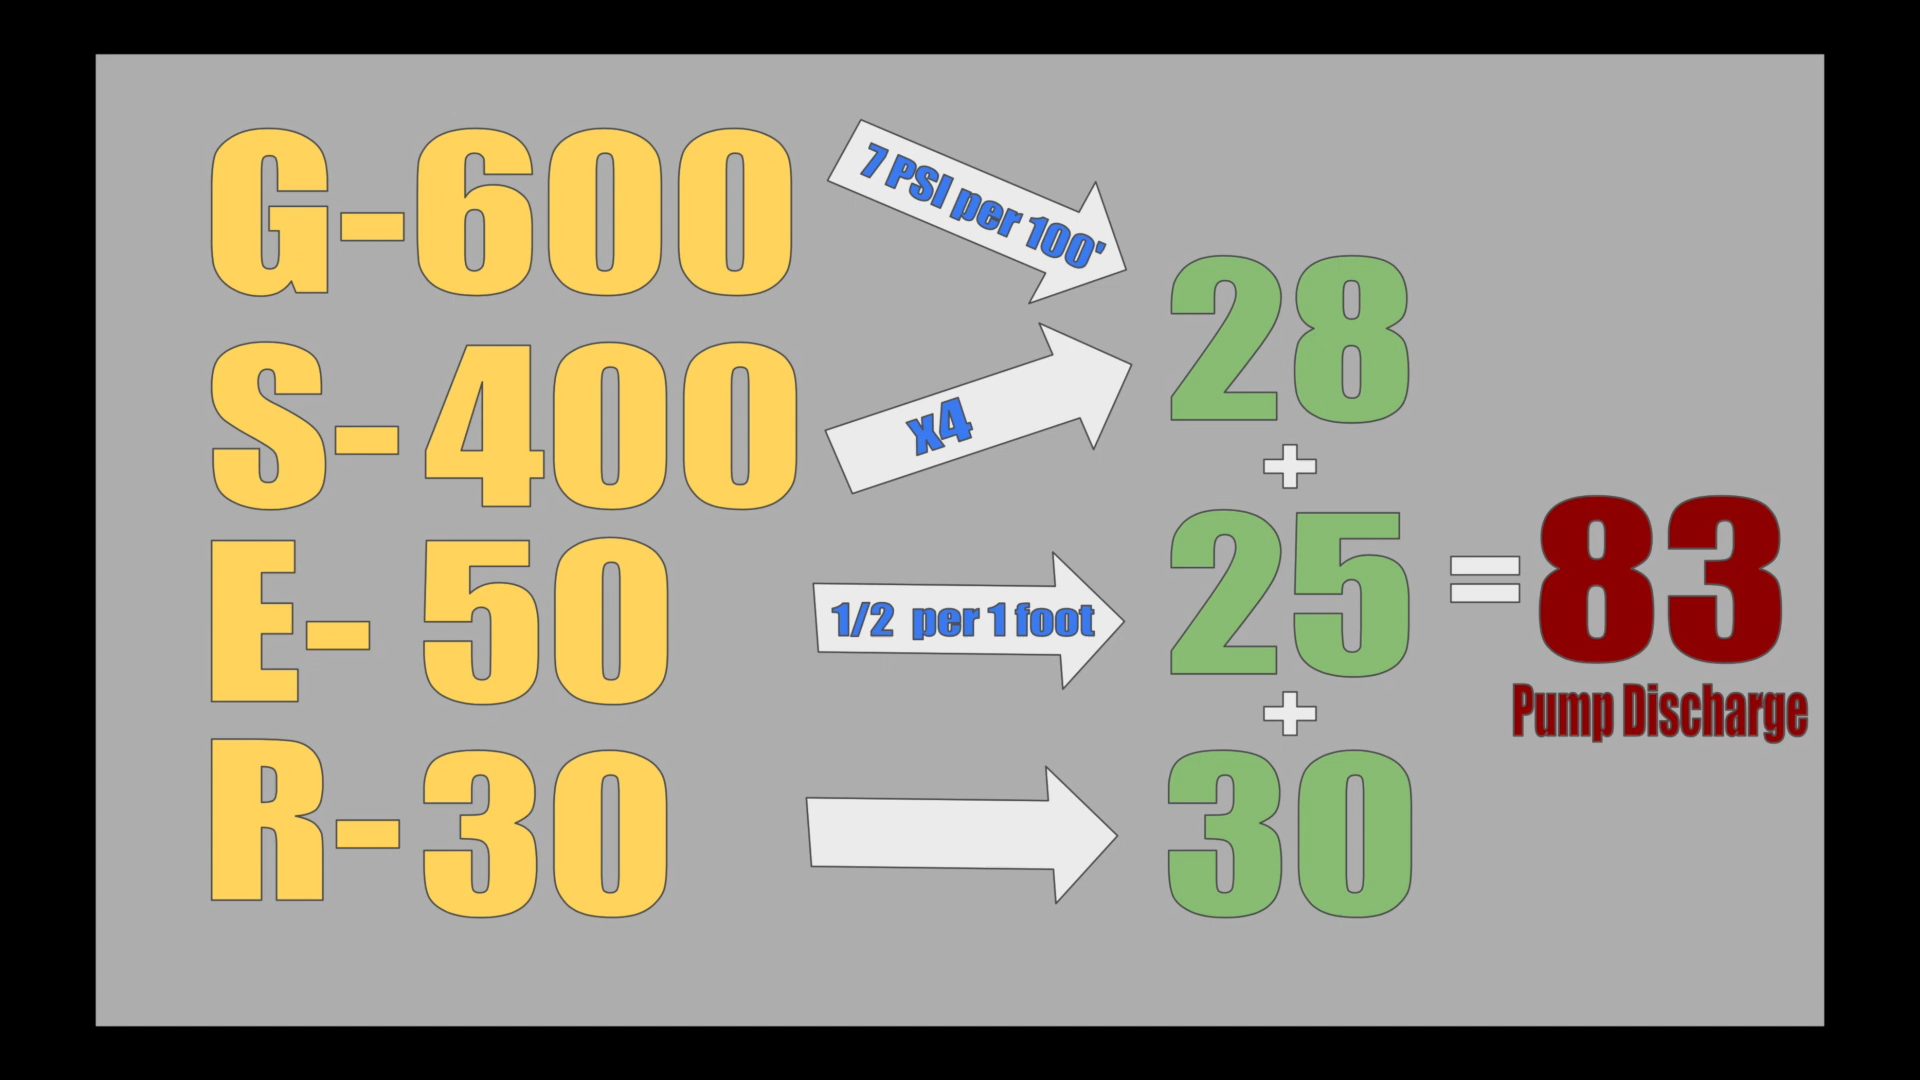 G-600
7 PSI per 100'
28
S-400
x4
+
E-50
1/2 per 1 foot
25
=
83
Pump Discharge
+
R-30
30